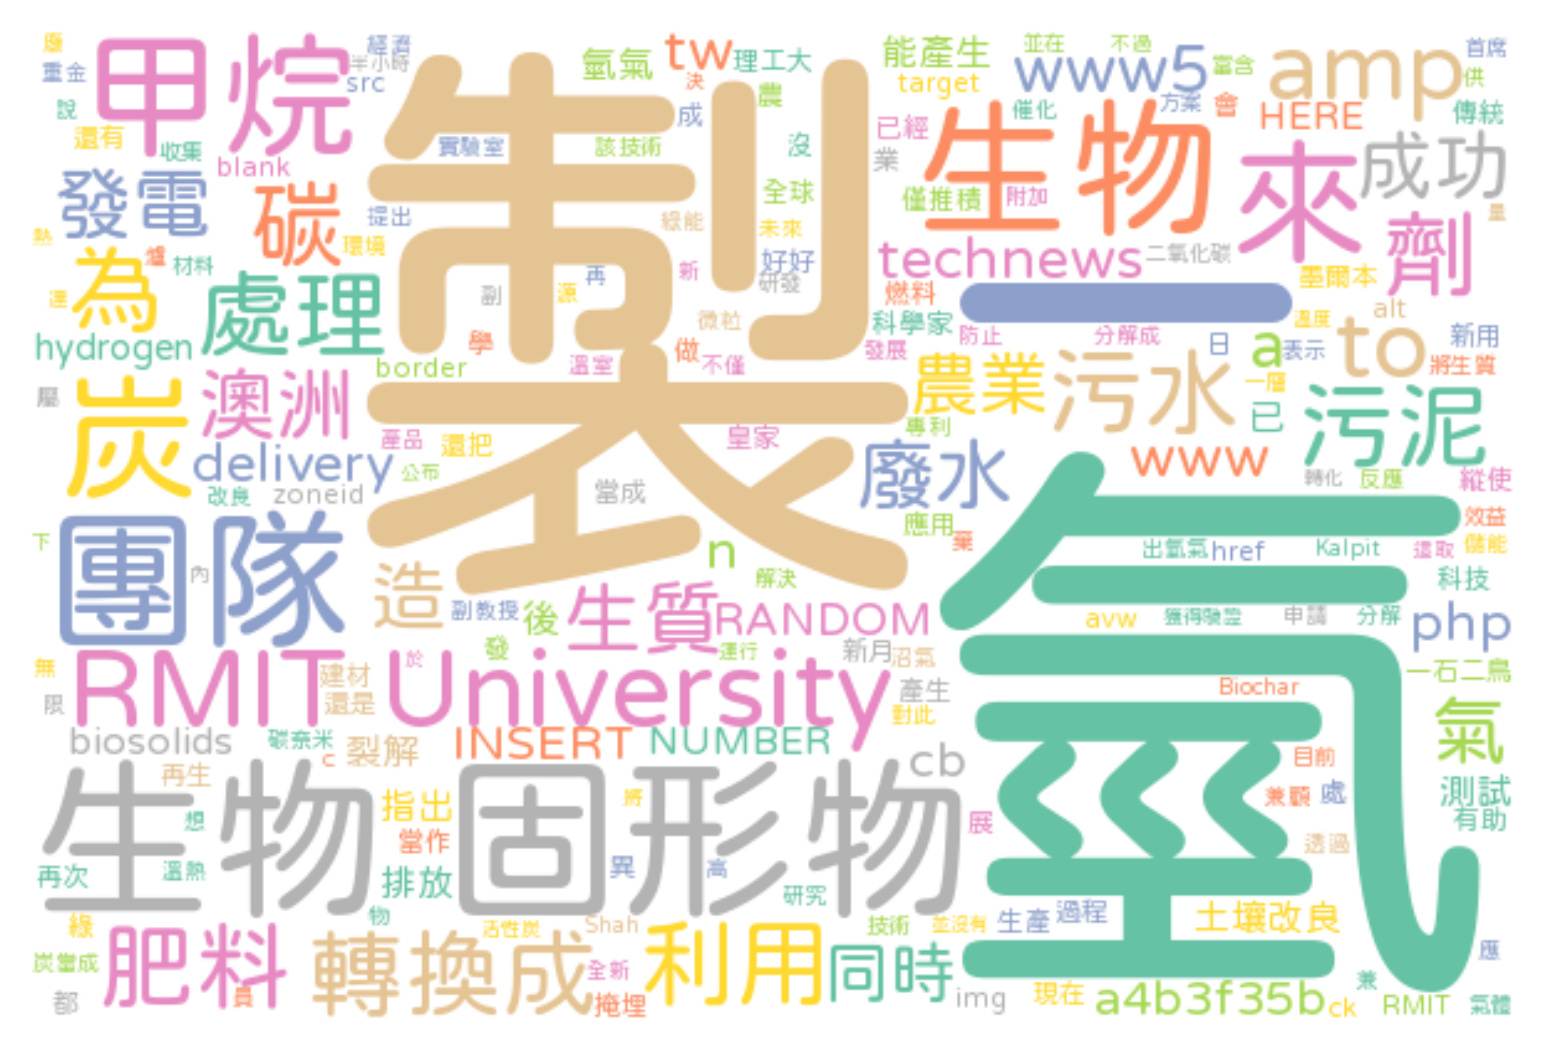 應
經濟
重金
甲烷
半小時
src
說
還有
收集
blank
發電
碳
提出
環境
熱
爐
材料
為
達
處理
hydrogen
border
製
氫氣
tw
理工大
決
農
成
實驗室
該技術
沒
全球
綠能
未來
好好
研發
再
新
源
副
微粒
學
做
溫室
不僅
能產生
target
並在
不過
www5
富含
amp
首席
供
方案
會
HERE
傳統
催化
已經
業
生物
來
成功
僅推積
附加
劑
量
technews
二氧化碳
墨爾本
燃料
一
alt
科學家
防止
分解成
溫度
日
a
表示
to
新用
發展
將生質
屬
炭
澳洲
產品
還把
皇家
農業
污水
一層
已
污泥
專利
delivery
公布
改良
zoneid
當成
廢水
www
轉化
反應
縱使
應用
棄
效益
氫
下
團隊
內
造
n
解決
出氫氣
href
Kalpit
還取
儲能
科技
副教授
後
生質
RANDOM
avw
獲得驗證
申請
分解
php
發
運行
新月
沼氣
一石二鳥
無
RMIT University
建材
於
還是
產生
對此
Biochar
限
氣
biosolids
碳奈米
c
裂解
INSERT
NUMBER
cb
目前
再生
生物固形物
指出
將
兼顧
處
測試
想
當作
展
有助
透過
再次
溫熱
排放
異
高
研究
綠
物
活性炭
Shah
技術
並沒有
生產
過程
土壤改良
肥料
轉換成
利用
同時
應
炭當成
員
全新
兼
都
掩埋
img
現在
a4b3f35b
ck
RMIT
氣體